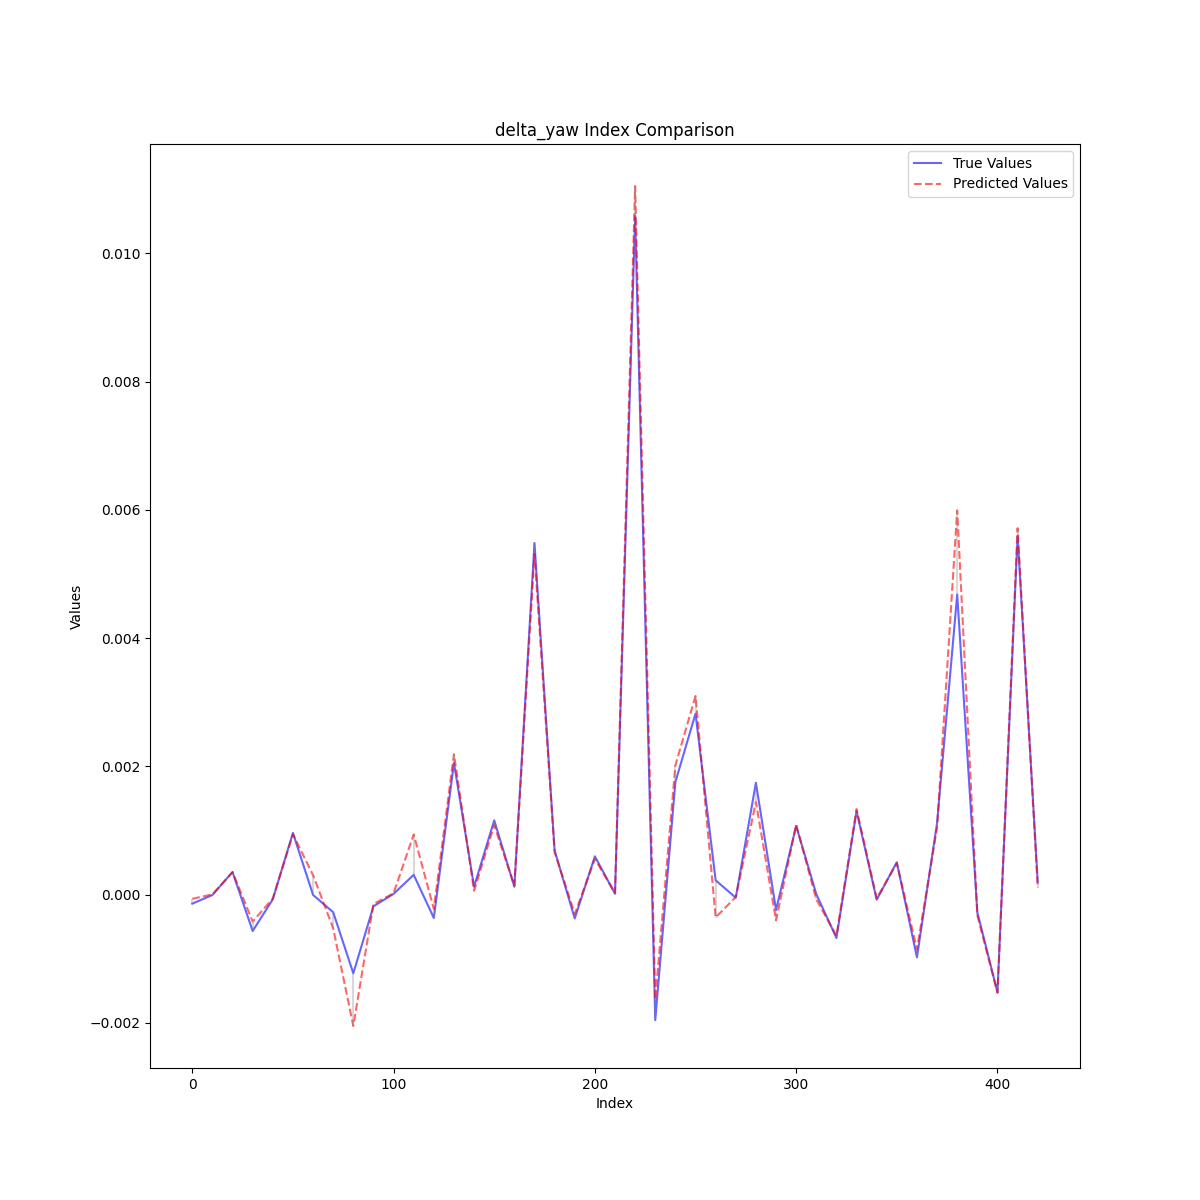 delta_yaw Index Comparison
True Values
Predicted Values
0.010
0.008
0.006
0.004
0.002
0.000
−0.002
Values
0
100
200
300
400
Index